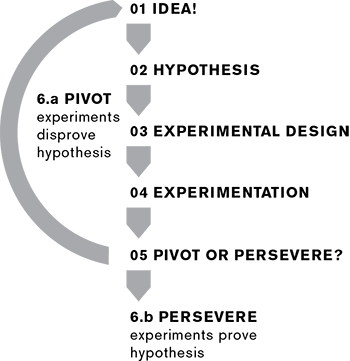 01 IDEA!
02 HYPOTHESIS
6.a PIVOT
experiments
disprove
hypothesis
03 EXPERIMENTAL DESIGN
04 EXPERIMENTATION
05 PIVOT OR PERSEVERE?
6.b PERSEVERE
experiments prove
hypothesis